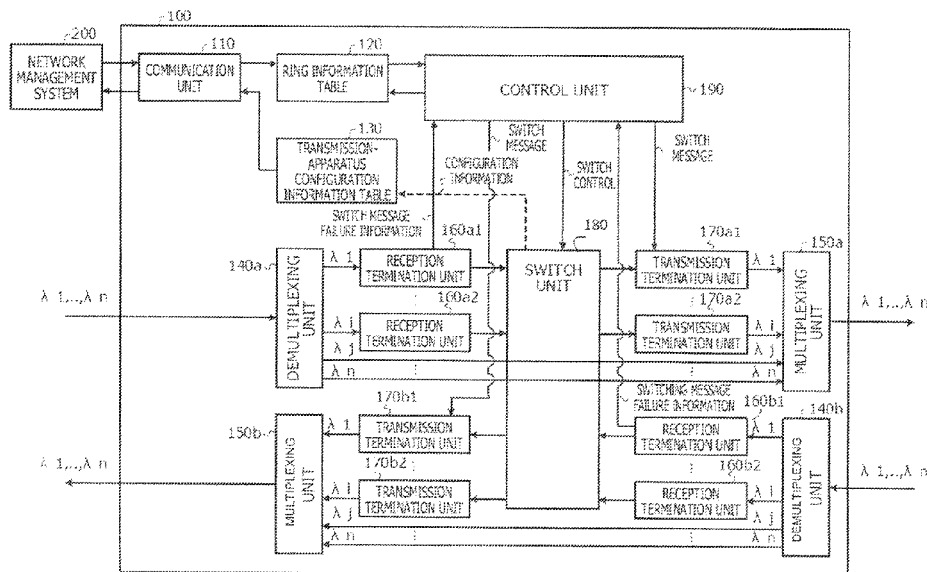 100
200
110
120
NETWORK
MANAGEMENT
SYSTEM
COMMUNICATION
UNIT
RING INFORMATION
TABLE
CONTROL UNIT
190
130
TRANSMISSION-
APPARATUS
CONFIGURATION
INFORMATION TABLE
SWITCH
MESSAGE
CONFIGURATION
INFORMATION
SWITCH
CONTROL
SWITCH
MESSAGE
SWITCH MESSAGE
FAILURE INFORMATION
160a1
180
170a1
150a
140a
λ 1
RECEPTION
TERMINATION UNIT
SWITCH
UNIT
TRANSMISSION
TERMINATION UNIT
λ 1
λ 1,..,λ n
DEMULTIPLEXING
UNIT
160a2
170a2
MULTIPLEXING
UNIT
λ 1,..,λ n
λ i
RECEPTION
TERMINATION UNIT
TRANSMISSION
TERMINATION UNIT
λ i
λ j
λ j
λ n
λ n
SWITCHING MESSAGE
FAILURE INFORMATION
170b1
160b1
140b
150b
λ 1
TRANSMISSION
TERMINATION UNIT
RECEPTION
TERMINATION UNIT
λ 1
λ 1,..,λ n
MULTIPLEXING
UNIT
170b2
160b2
DEMULTIPLEXING
UNIT
λ 1,..,λ n
λ i
TRANSMISSION
TERMINATION UNIT
RECEPTION
TERMINATION UNIT
λ i
λ j
λ j
λ n
λ n